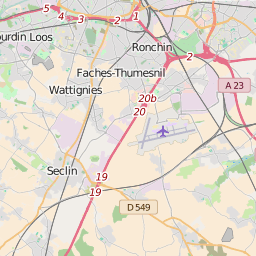 5
4
3
2
1
ourdin Loos
Ronchin
2
Faches-Thumesnil
A 23
Wattignies
20b
20
Seclin
19
19
D 549